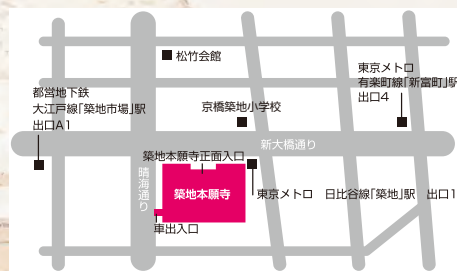 松竹会館
東京メトロ
有楽町線「新富町」駅
出口4
都営地下鉄
大江戸線「築地市場」駅
出口A1
京橋築地小学校
新大橋通り
築地本願寺正面入口
晴海通り
築地本願寺
東京メトロ 日比谷線「築地」駅 出口1
車出入口